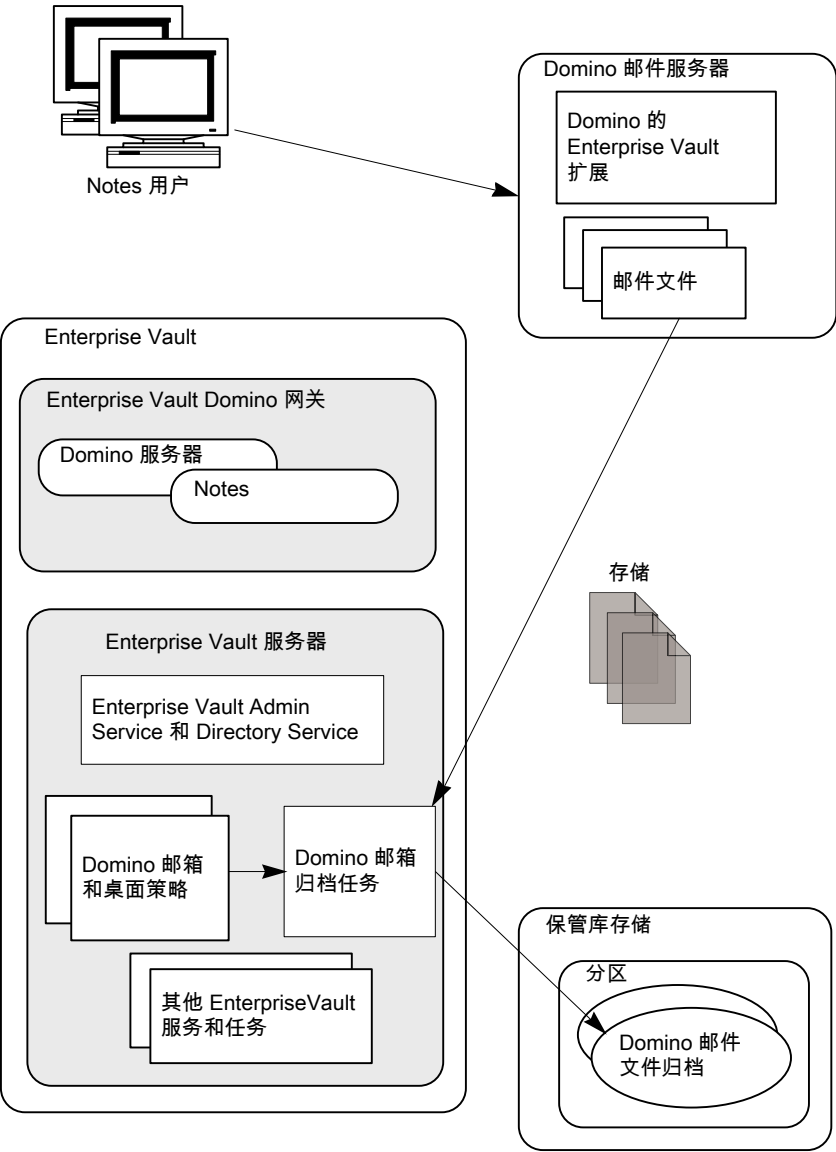 Notes 用户
Domino 邮件服务器
Domino 的
Enterprise Vault
扩展
邮件文件
Enterprise Vault
Enterprise Vault Domino 网关
Domino 服务器
Notes
存储
Enterprise Vault 服务器
Enterprise Vault Admin
Service 和 Directory Service
Domino 邮箱
和桌面策略
Domino 邮箱
归档任务
其他 EnterpriseVault
服务和任务
保管库存储
分区
Domino 邮件
文件归档